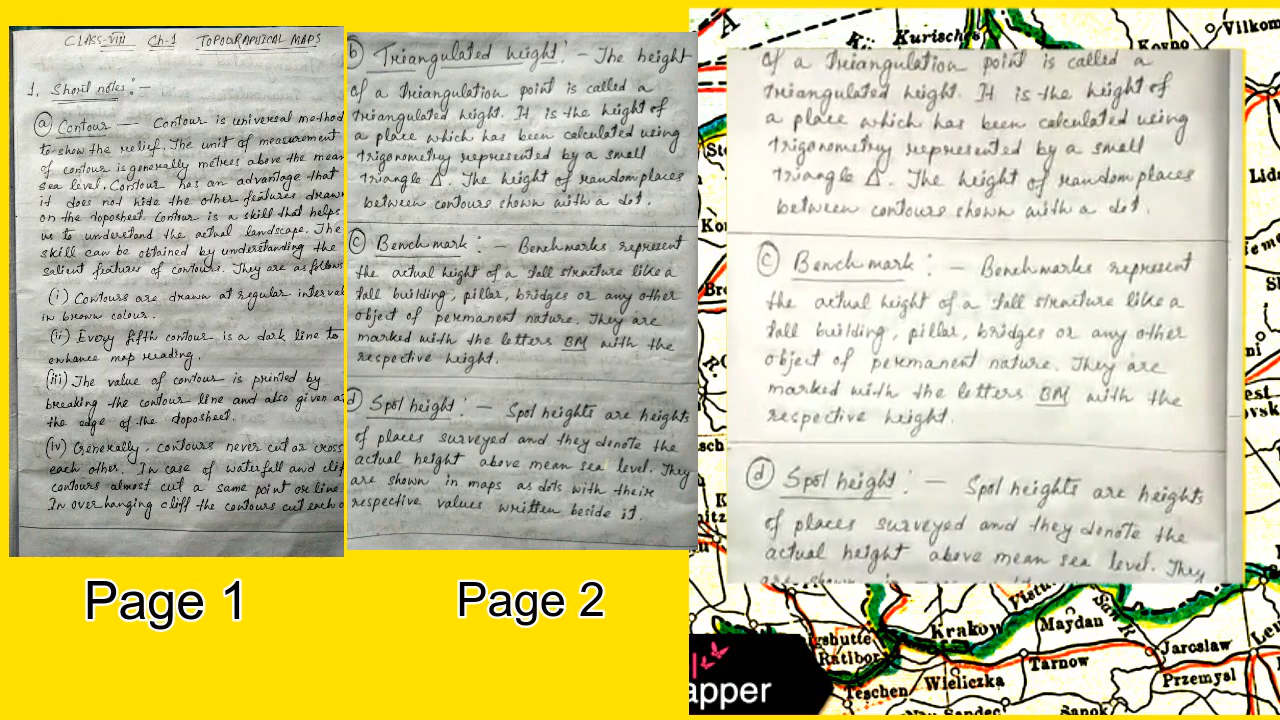 CLASS-VIII Ch-1 TOPOGRAPHICAL MAPS
1. Short notes:-
(a) Contour — Contour is universal method
to show the relief. The unit of measurement
of contour is generally metres above the mean
sea level. Contour has an advantage that
it does not hide the other features drawn
on the toposheet. Contour is a skill that helps
us to understand the actual landscape. The
skill can be obtained by understanding the
salient features of contours. They are as follows
(i) Contours are drawn at regular interval
in brown colour.
(ii) Every fifth contour is a dark line to
enhance map reading.
(iii) The value of contour is printed by
breaking the contour line and also given at
the edge of the toposheet.
(iv) Generally, contours never cut or cross
each other. In case of waterfall and cliff
contours almost cut a same point or line.
In overhanging cliff the contours cut each o
Page 1
b) Triangulated height:- The height
of a triangulation point is called a
triangulated height. It is the height of
a place which has been calculated using
trigonometry represented by a small
triangle Δ. The height of random places
between contours shown with a dot.
(c) Bench mark:- Benchmarks represent
the actual height of a tall structure like a
tall building, pillar, bridges or any other
object of permanent nature. They are
marked with the letters BM with the
respective height.
d) Spot height:- Spot heights are heights
of places surveyed and they denote the
actual height above mean sea level. They
are shown in maps as dots with their
respective values written beside it.
Page 2
of a triangulation point is called a
triangulated height. It is the height of
a place which has been calculated using
trigonometry represented by a small
triangle Δ. The height of random places
between contours shown with a dot.
(c) Bench mark:- Benchmarks represent
the actual height of a tall structure like a
tall building, pillar, bridges or any other
object of permanent nature. They are
marked with the letters BM with the
respective height.
(d) Spot height:- Spot heights are heights
of places surveyed and they denote the
actual height above mean sea level. They
Kurisches
Kovno
Vilkom
Lida
Krakow
Maydan
San R.
Jaroslaw
Ratibor
Tarnow
Przemysl
Teschen
Wieliczka
Sanok
apper